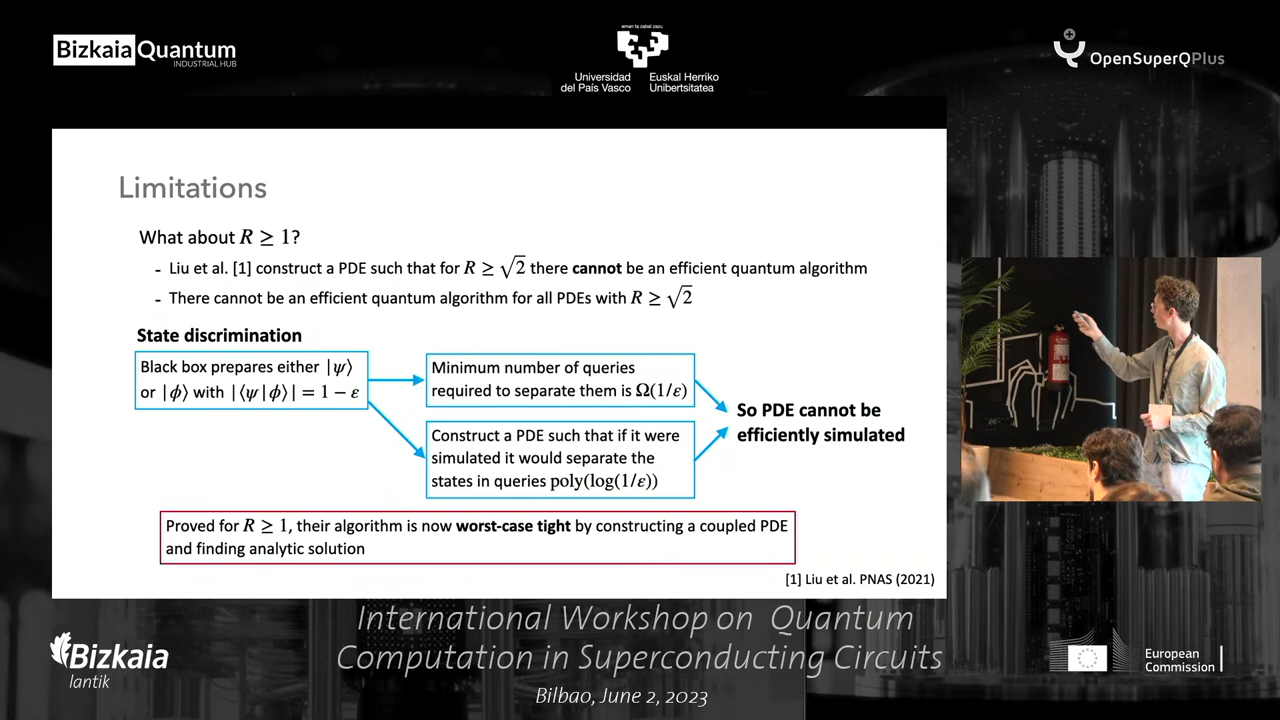 Bizkaia Quantum
INDUSTRIAL HUB
eman ta zabal zazu
Universidad
del País Vasco
Euskal Herriko
Unibertsitatea
OpenSuperQPlus
Limitations
What about R ≥ 1?
- Liu et al. [1] construct a PDE such that for R ≥ √2 there cannot be an efficient quantum algorithm
- There cannot be an efficient quantum algorithm for all PDEs with R ≥ √2
State discrimination
Black box prepares either |ψ⟩
or |ϕ⟩ with |⟨ψ|ϕ⟩| = 1 − ε
Minimum number of queries
required to separate them is Ω(1/ε)
Construct a PDE such that if it were
simulated it would separate the
states in queries poly(log(1/ε))
So PDE cannot be
efficiently simulated
Proved for R ≥ 1, their algorithm is now worst-case tight by constructing a coupled PDE
and finding analytic solution
[1] Liu et al. PNAS (2021)
International Workshop on Quantum
Computation in Superconducting Circuits
Bilbao, June 2, 2023
Bizkaia
lantik
European
Commission